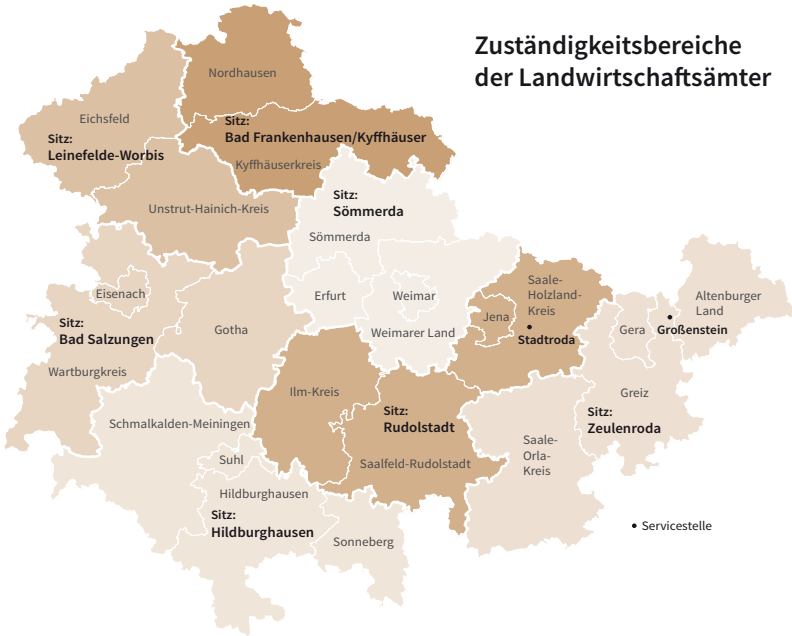 Zuständigkeitsbereiche
der Landwirtschaftsämter
Nordhausen
Eichsfeld
Sitz:
Leinefelde-Worbis
Sitz:
Bad Frankenhausen/Kyffhäuser
Kyffhäuserkreis
Unstrut-Hainich-Kreis
Sitz:
Sömmerda
Sömmerda
Erfurt
Weimar
Weimarer Land
Eisenach
Sitz:
Bad Salzungen
Wartburgkreis
Gotha
Saale-
Holzland-
Kreis
Jena
Stadtroda
Altenburger
Land
Gera
Großenstein
Greiz
Sitz:
Zeulenroda
Ilm-Kreis
Sitz:
Rudolstadt
Saalfeld-Rudolstadt
Saale-
Orla-
Kreis
Schmalkalden-Meiningen
Suhl
Hildburghausen
Sitz:
Hildburghausen
Sonneberg
• Servicestelle